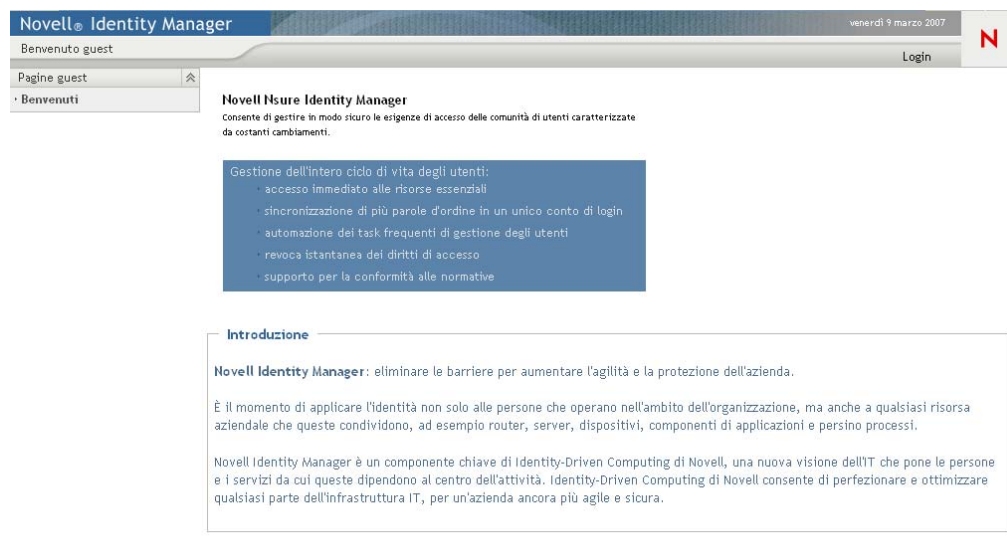 Novell® Identity Manager
venerdì 9 marzo 2007
N
Benvenuto guest
Login
Pagine guest
· Benvenuti
Novell Nsure Identity Manager
Consente di gestire in modo sicuro le esigenze di accesso delle comunità di utenti caratterizzate
da costanti cambiamenti.
Gestione dell'intero ciclo di vita degli utenti:
· accesso immediato alle risorse essenziali
· sincronizzazione di più parole d'ordine in un unico conto di login
· automazione dei task frequenti di gestione degli utenti
· revoca istantanea dei diritti di accesso
· supporto per la conformità alle normative
Introduzione
Novell Identity Manager: eliminare le barriere per aumentare l'agilità e la protezione dell'azienda.
È il momento di applicare l'identità non solo alle persone che operano nell'ambito dell'organizzazione, ma anche a qualsiasi risorsa
aziendale che queste condividono, ad esempio router, server, dispositivi, componenti di applicazioni e persino processi.
Novell Identity Manager è un componente chiave di Identity-Driven Computing di Novell, una nuova visione dell'IT che pone le persone
e i servizi da cui queste dipendono al centro dell'attività. Identity-Driven Computing di Novell consente di perfezionare e ottimizzare
qualsiasi parte dell'infrastruttura IT, per un'azienda ancora più agile e sicura.